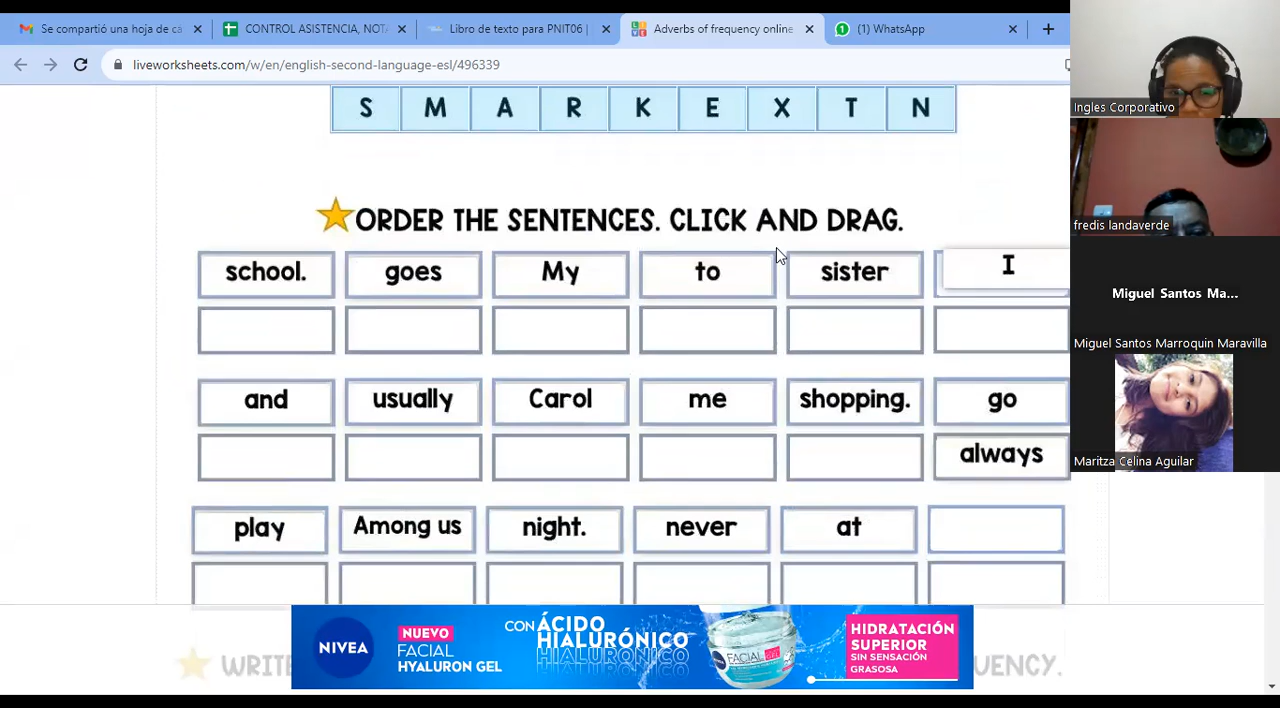 Se compartió una hoja de cá
CONTROL ASISTENCIA, NOTA
Libro de texto para PNIT06 |
Adverbs of frequency online
(1) WhatsApp
liveworksheets.com/w/en/english-second-language-esl/496339
S M A R K E X T N
ORDER THE SENTENCES. CLICK AND DRAG.
school. goes My to sister I
and usually Carol me shopping. go
always
play Among us night. never at
WRITE
UENCY.
NIVEA
NUEVO
FACIAL
HYALURON GEL
CON ÁCIDO
HIALURÓNICO
HIDRATACIÓN
SUPERIOR
SIN SENSACIÓN
GRASOSA
Ingles Corporativo
fredis landaverde
Miguel Santos Ma...
Miguel Santos Marroquin Maravilla
Maritza Celina Aguilar